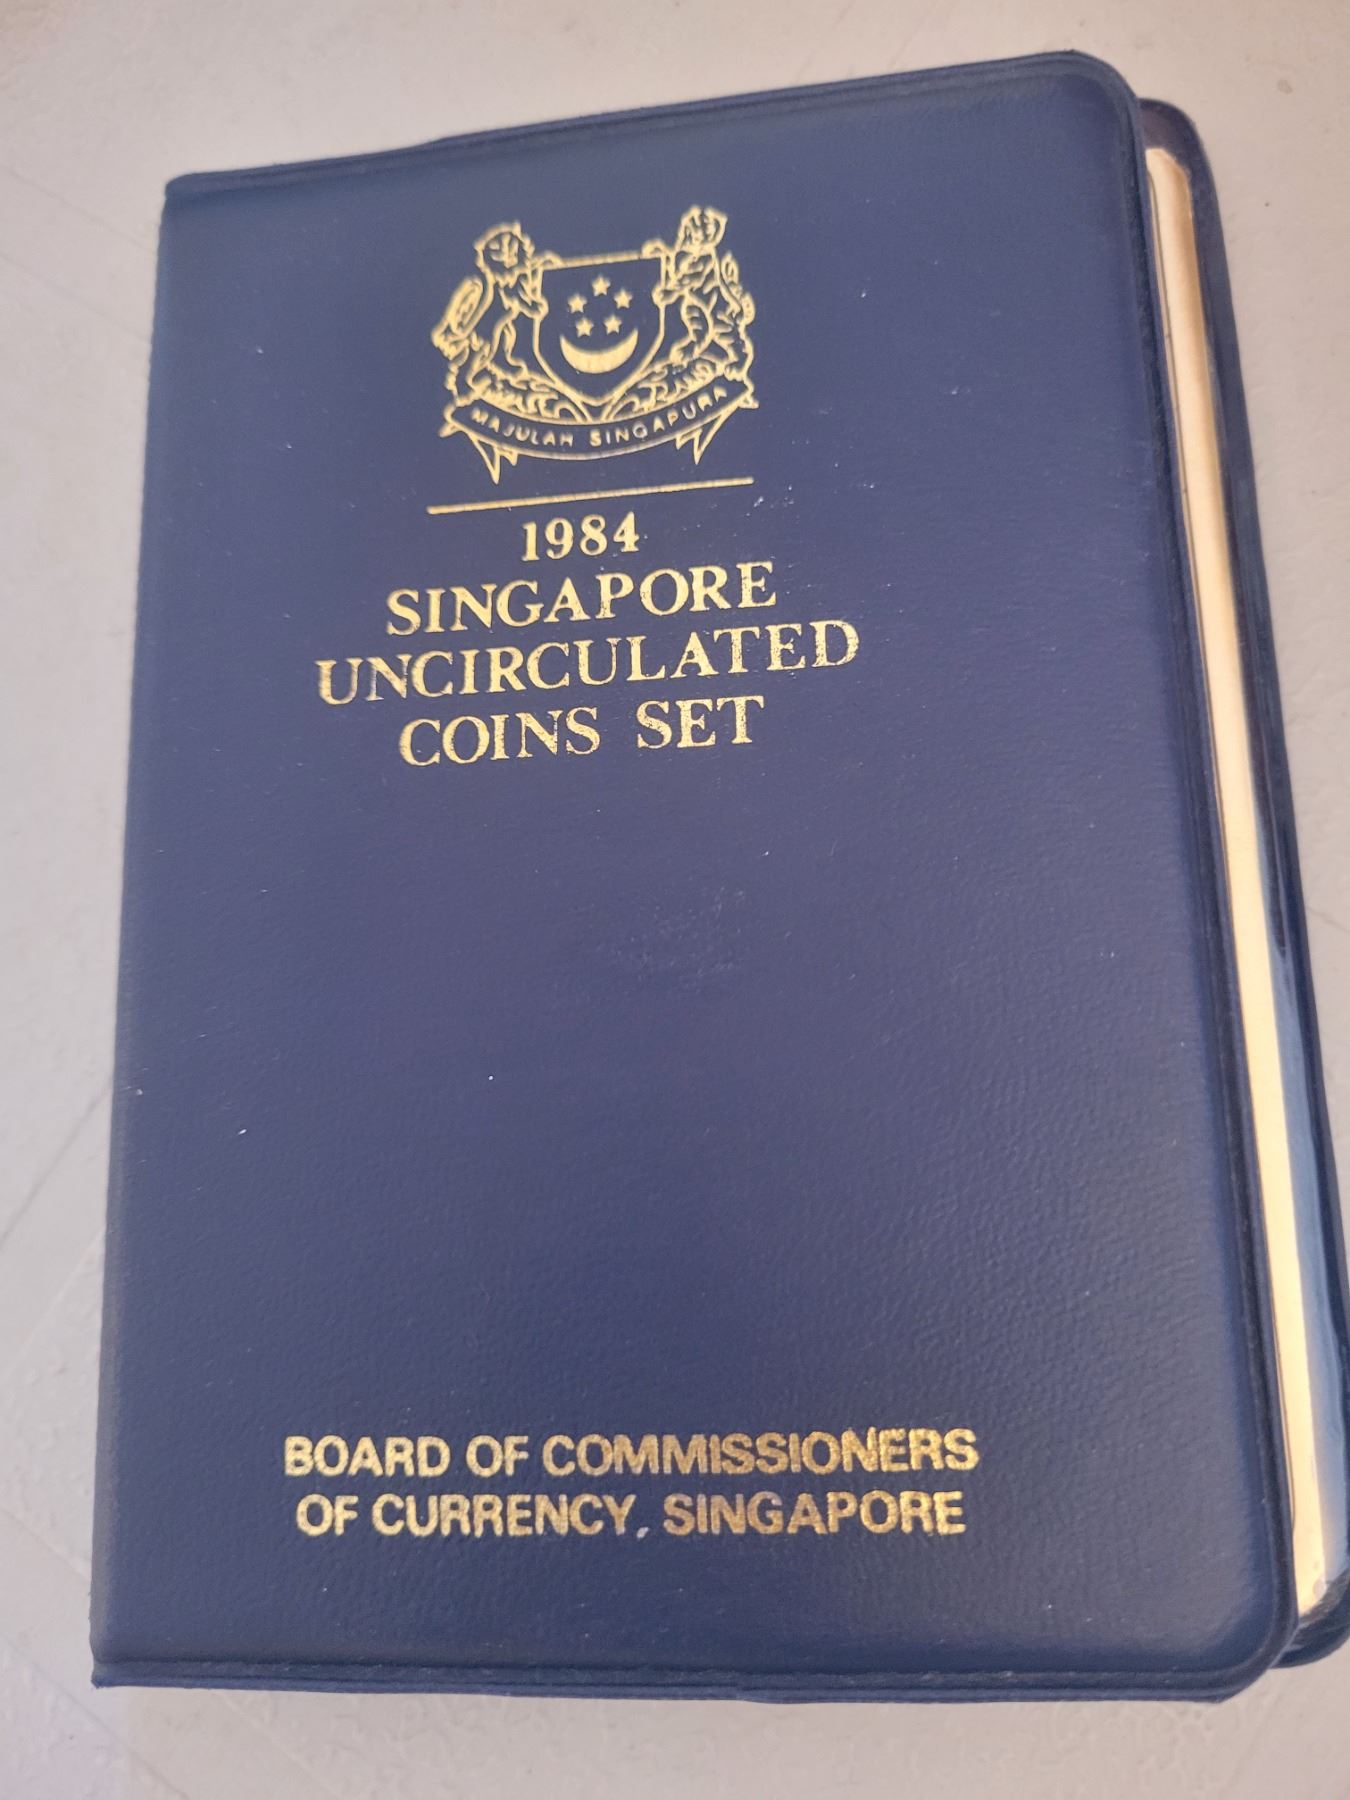 MAJULAH SINGAPURA
1984
SINGAPORE
UNCIRCULATED
COINS SET
BOARD OF COMMISSIONERS
OF CURRENCY, SINGAPORE